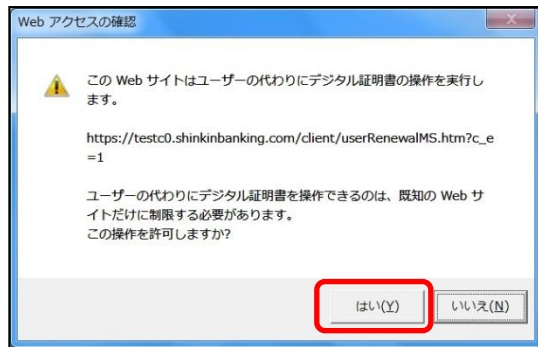 Web アクセスの確認
この Web サイトはユーザーの代わりにデジタル証明書の操作を実行し
ます。
https://testc0.shinkinbanking.com/client/userRenewalMS.htm?c_e
=1
ユーザーの代わりにデジタル証明書を操作できるのは、既知の Web サ
イトだけに制限する必要があります。
この操作を許可しますか?
はい(Y)
いいえ(N)